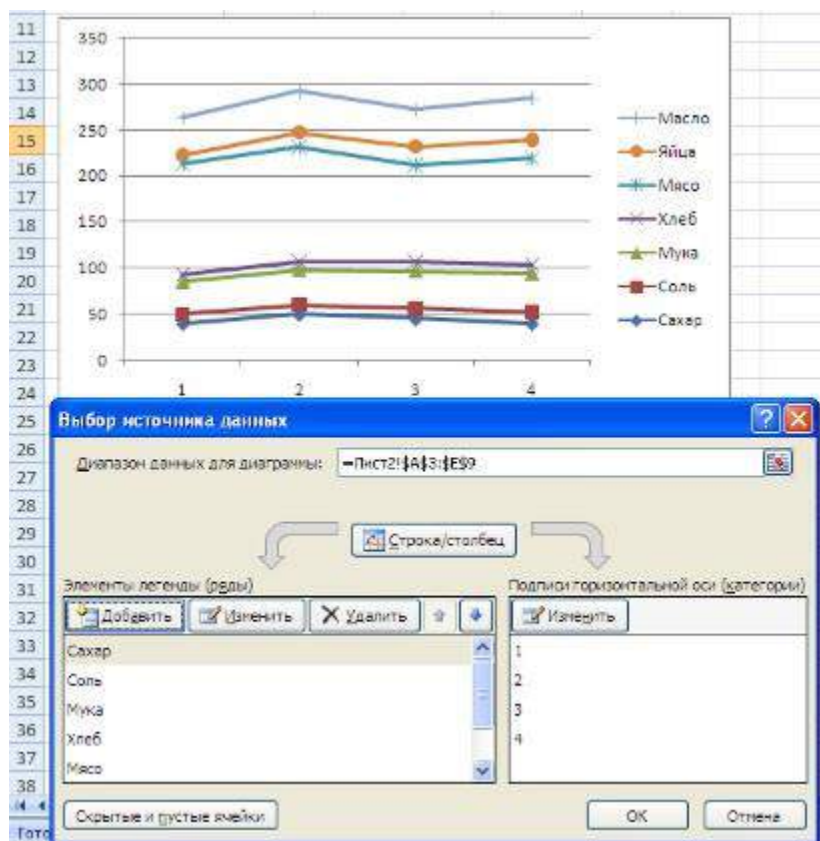 11
12
13
14
15
16
17
18
19
20
21
22
23
24
25
26
27
28
29
30
31
32
33
34
35
36
37
38
350
300
250
200
150
100
50
0
1 2 3 4
Масло
Яйца
Мясо
Хлеб
Мука
Соль
Сахар
Выбор источника данных
Диапазон данных для диаграммы: =Лист2!$A$3:$E$9
Строка/столбец
Элементы легенды (ряды)
Добавить Изменить Удалить
Сахар
Соль
Мука
Хлеб
Мясо
Подписи горизонтальной оси (категории)
Изменить
1
2
3
4
Скрытые и пустые ячейки
ОК Отмена
Гото